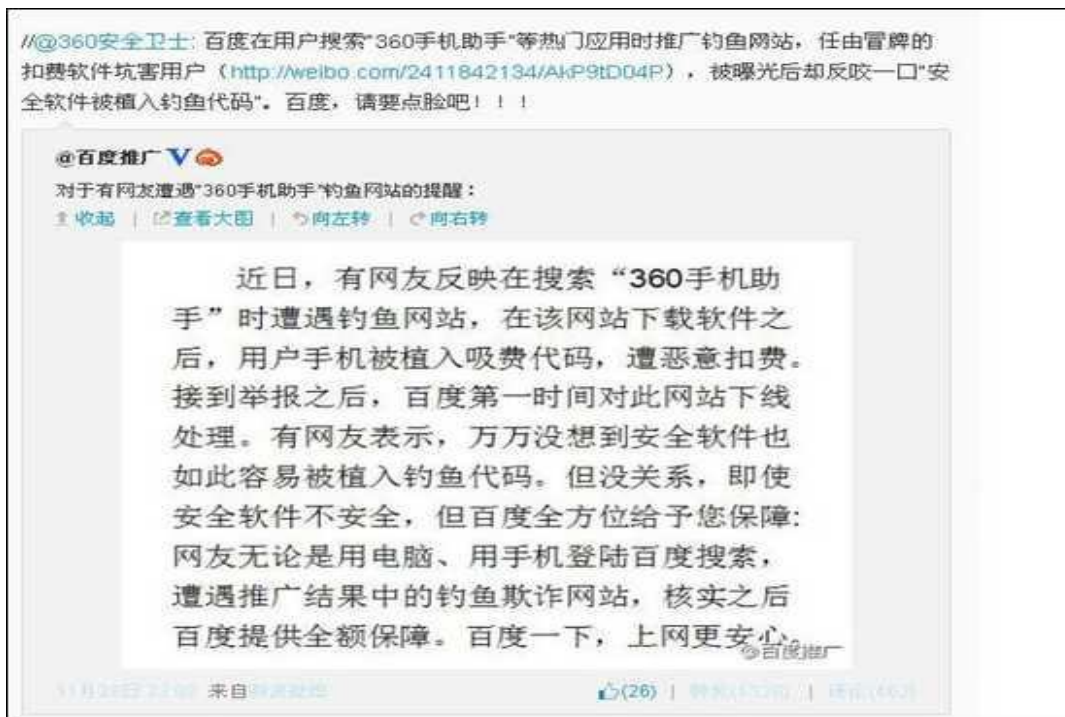 //@360安全卫士: 百度在用户搜索"360手机助手"等热门应用时推广钓鱼网站，任由冒牌的
扣费软件坑害用户（http://weibo.com/2411842134/AkP9tD04P），被曝光后却反咬一口"安
全软件被植入钓鱼代码"。百度，请要点脸吧！！！
@百度推广
对于有网友遭遇"360手机助手"钓鱼网站的提醒：
收起 | 查看大图 | 向左转 | 向右转
近日，有网友反映在搜索“360手机助
手”时遭遇钓鱼网站，在该网站下载软件之
后，用户手机被植入吸费代码，遭恶意扣费。
接到举报之后，百度第一时间对此网站下线
处理。有网友表示，万万没想到安全软件也
如此容易被植入钓鱼代码。但没关系，即使
安全软件不安全，但百度全方位给予您保障:
网友无论是用电脑、用手机登陆百度搜索，
遭遇推广结果中的钓鱼欺诈网站，核实之后
百度提供全额保障。百度一下，上网更安心。
@百度推广
来自
(26) |